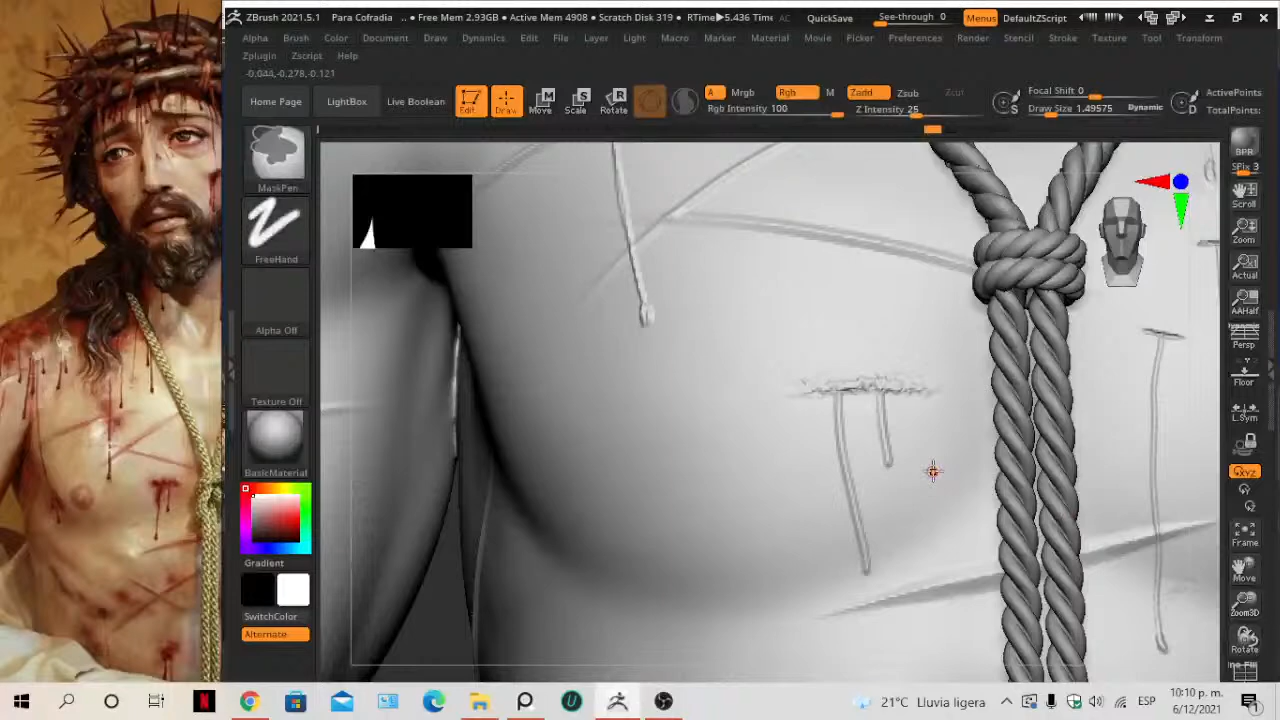 ZBrush 2021.5.1 Para Cofradia .. ● Free Mem 2.93GB ● Active Mem 4908 ● Scratch Disk 319 ● RTime▶5.436 Time AC QuickSave See-through 0 Menus DefaultZScript
Alpha Brush Color Document Draw Dynamics Edit File Layer Light Macro Marker Material Movie Picker Preferences Render Stencil Stroke Texture Tool Transform
Zplugin Zscript Help
-0.044,-0.278,-0.121
Home Page LightBox Live Boolean Edit Draw Move Scale Rotate
A Mrgb Rgb M Zadd Zsub Zcut
Rgb Intensity 100 Z Intensity 25
Focal Shift 0
Draw Size 1.49575 Dynamic
ActivePoints
TotalPoints:
MaskPen
FreeHand
Alpha Off
Texture Off
BasicMaterial
Gradient
SwitchColor
Alternate
BPR
SPix 3
Scroll
Zoom
Actual
AAHalf
Dynamic
Persp
Floor
L.Sym
XYZ
Frame
Move
Zoom3D
Rotate
21°C Lluvia ligera
ESP
10:10 p. m.
6/12/2021